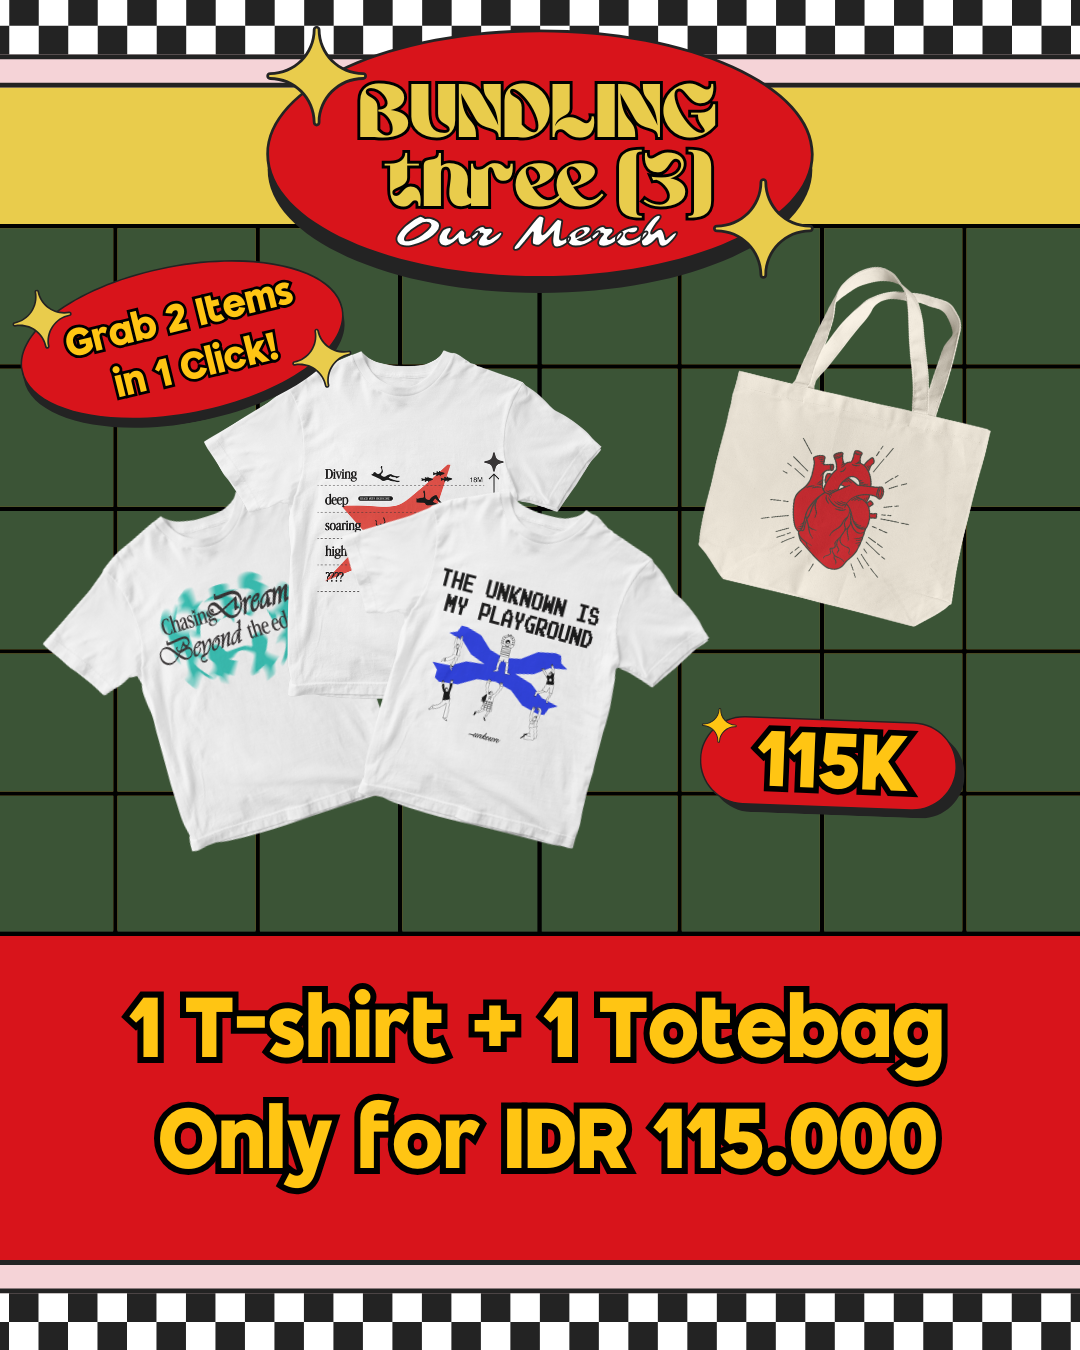 BUNDLING
three (3)
Our Merch
Grab 2 Items
in 1 Click!
Diving
18M
deep
soaring
high
????
Chasing Dream
Beyond the ed
THE UNKNOWN IS
MY PLAYGROUND
115K
1 T-shirt + 1 Totebag
Only for IDR 115.000